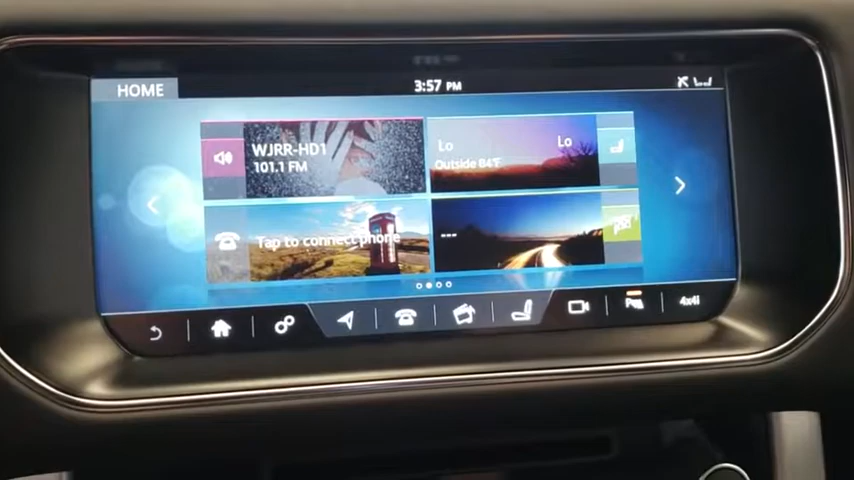 HOME
3:57 PM
WJRR-HD1
101.1 FM
Lo
Lo
Outside 84°F
Tap to connect phone
---
4x4i